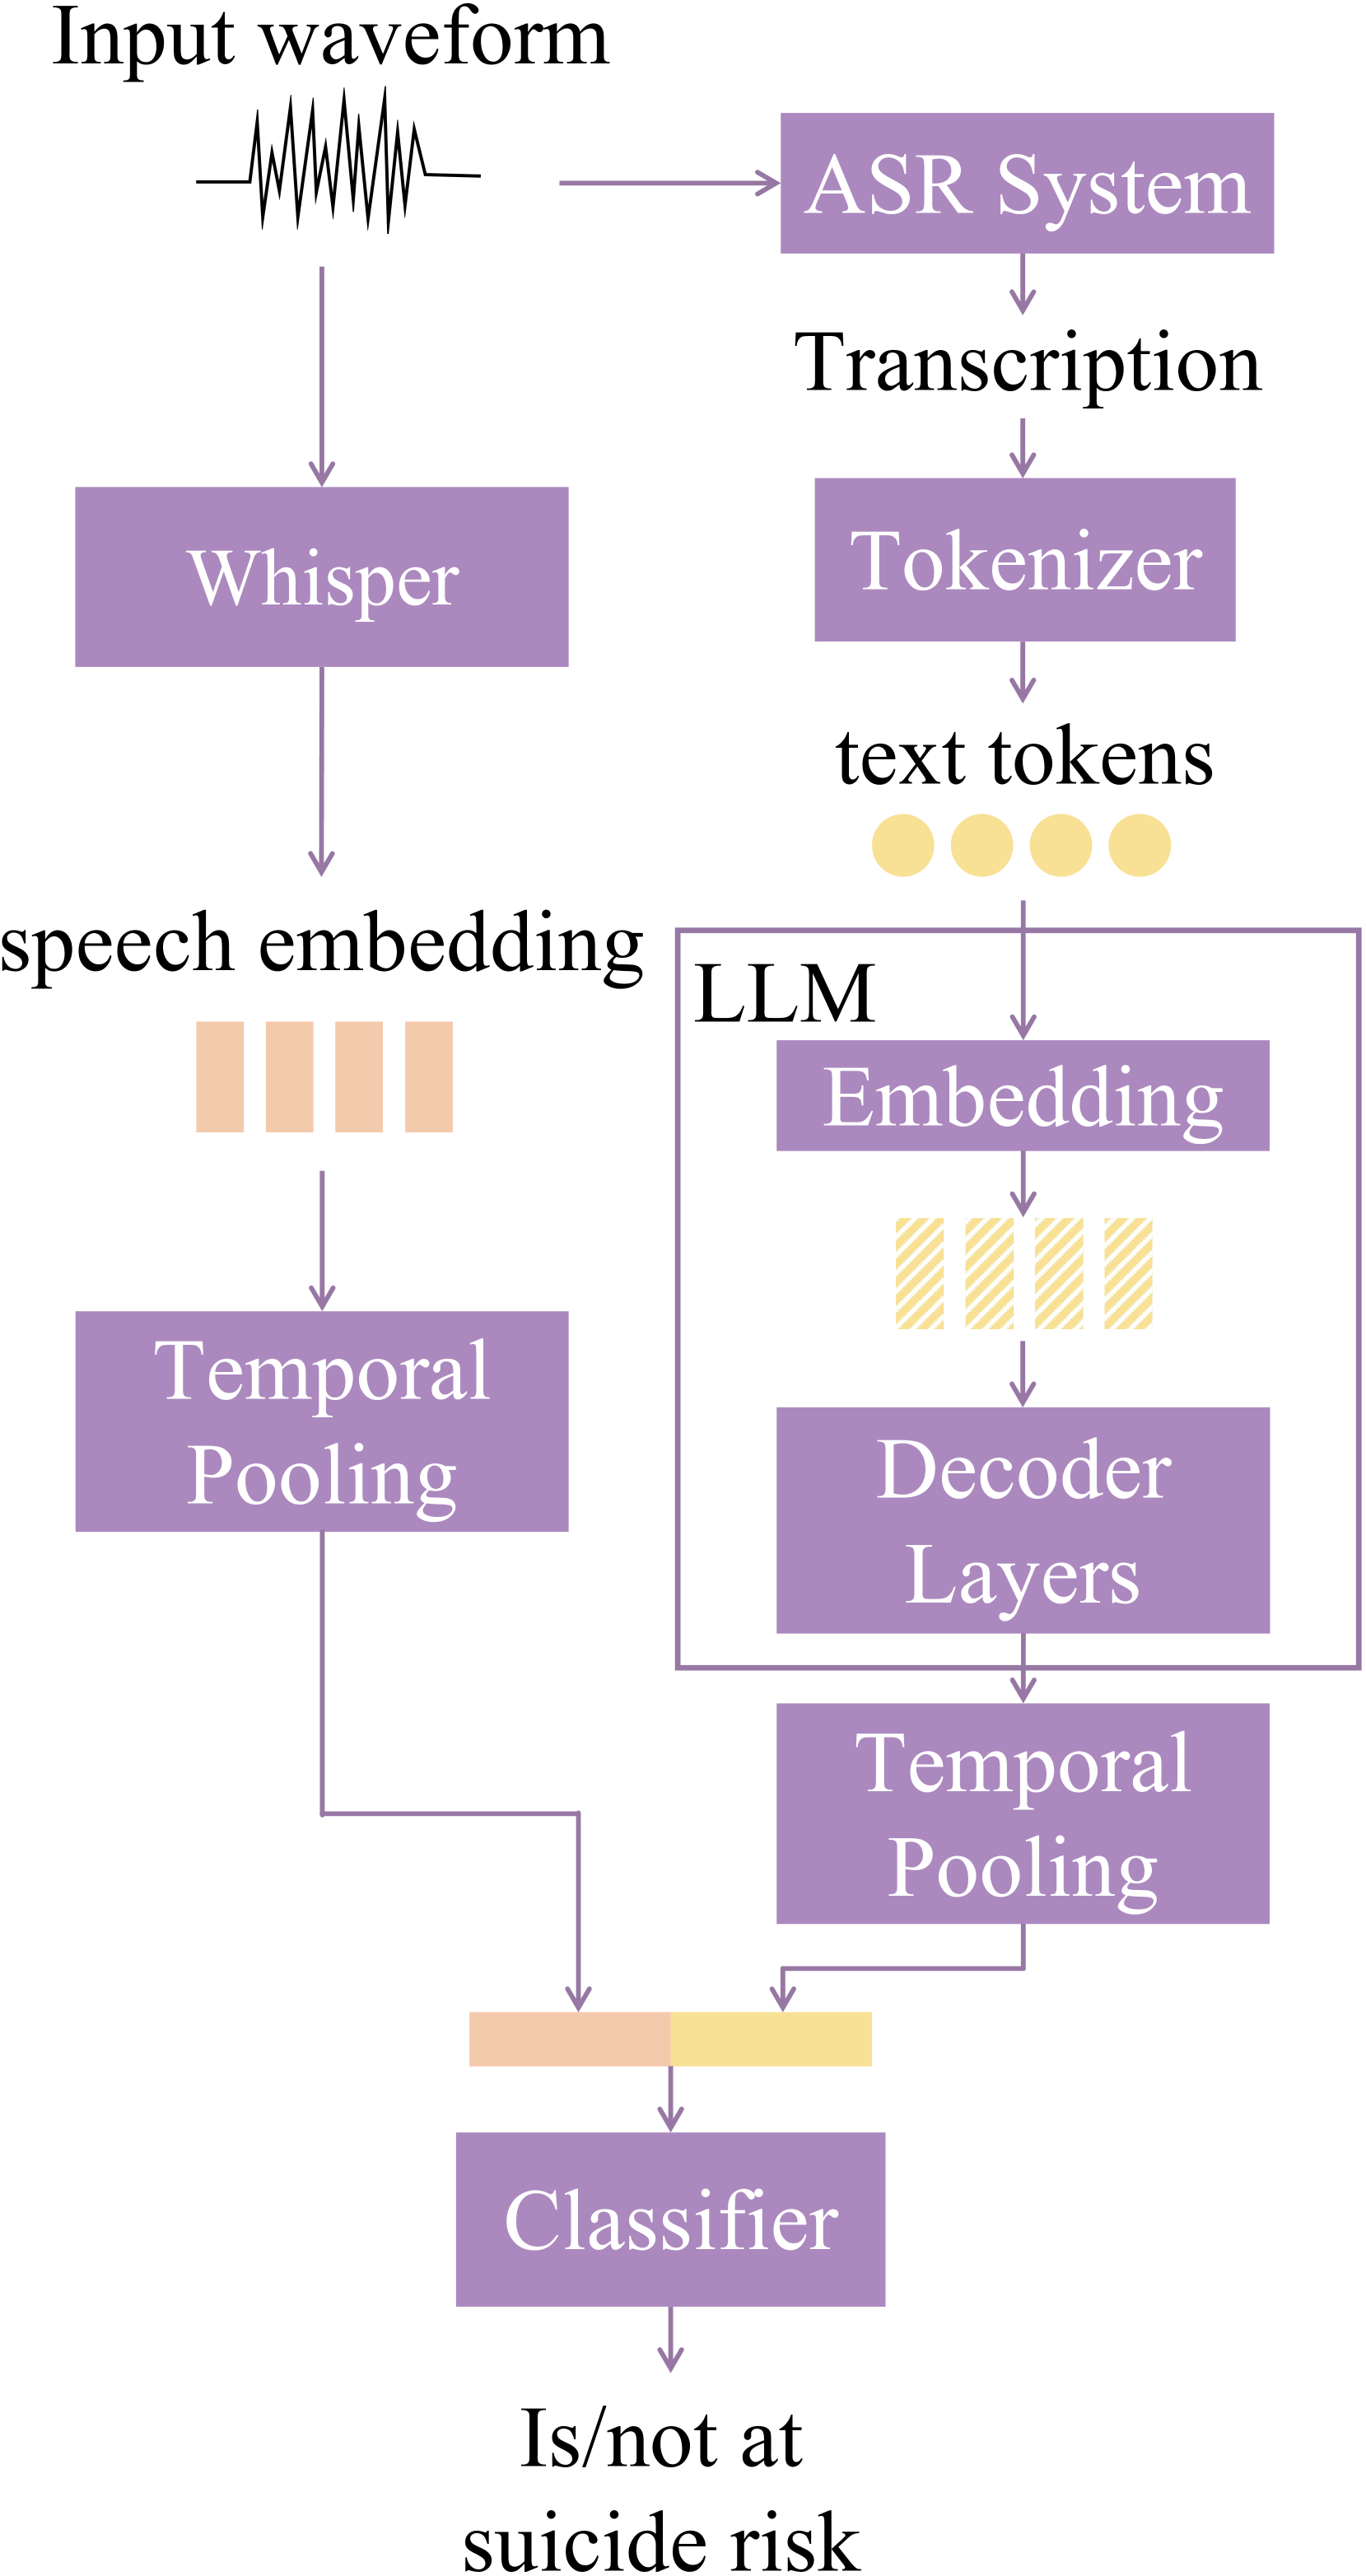 Input waveform
ASR System
Transcription
Whisper
Tokenizer
text tokens
speech embedding
LLM
Embedding
Temporal
Pooling
Decoder
Layers
Temporal
Pooling
Classifier
Is/not at
suicide risk